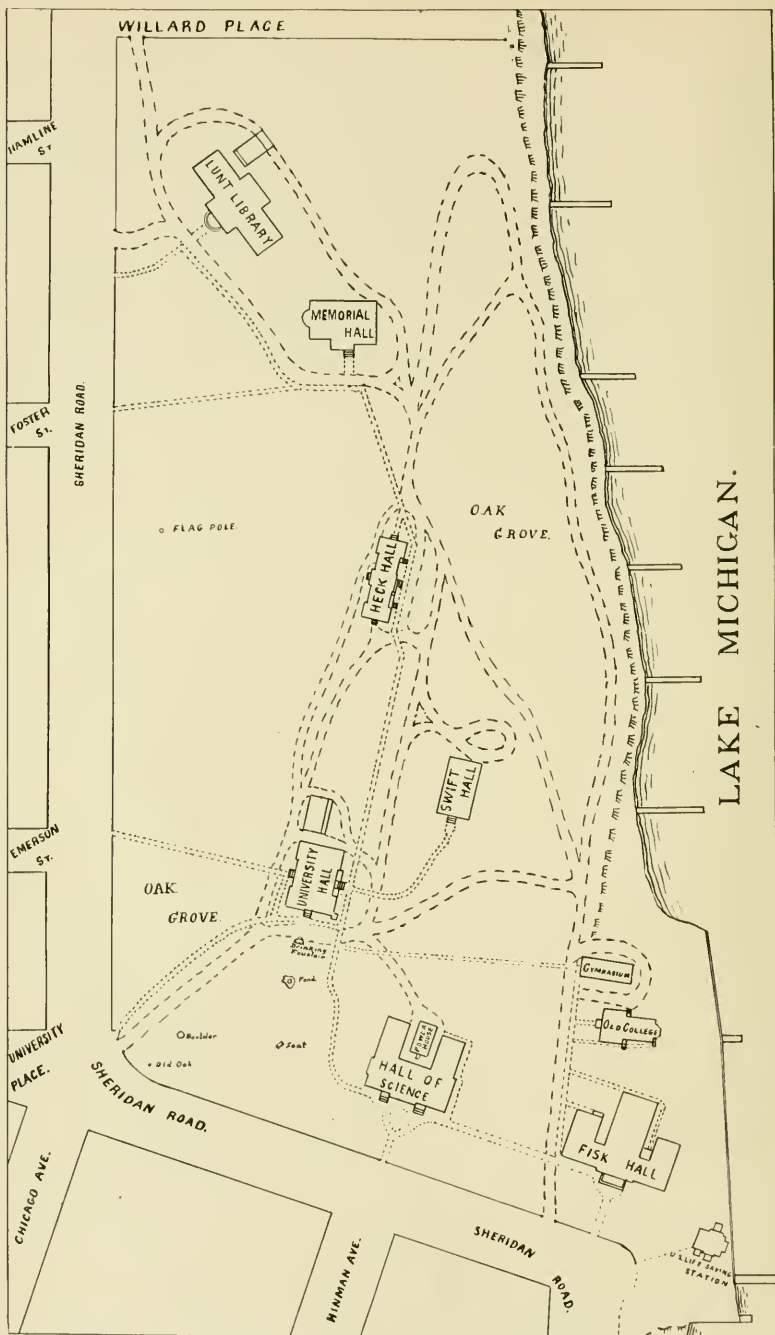 WILLARD PLACE
HAMLINE
ST
LUNT LIBRARY
MEMORIAL
HALL
FOSTER
ST.
SHERIDAN ROAD.
FLAG POLE.
OAK
GROVE.
HECK HALL
LAKE MICHIGAN.
SWIFT
HALL
EMERSON
ST.
UNIVERSITY
HALL
OAK
GROVE.
Drinking
Fountain
Pond
GYMNASIUM
OLD COLLEGE
UNIVERSITY
PLACE.
Boulder
Seat
Old Oak
POWER
HOUSE
HALL OF
SCIENCE
SHERIDAN ROAD.
FISK HALL
CHICAGO AVE.
HINMAN AVE.
SHERIDAN
ROAD.
U.S. LIFE SAVING
STATION